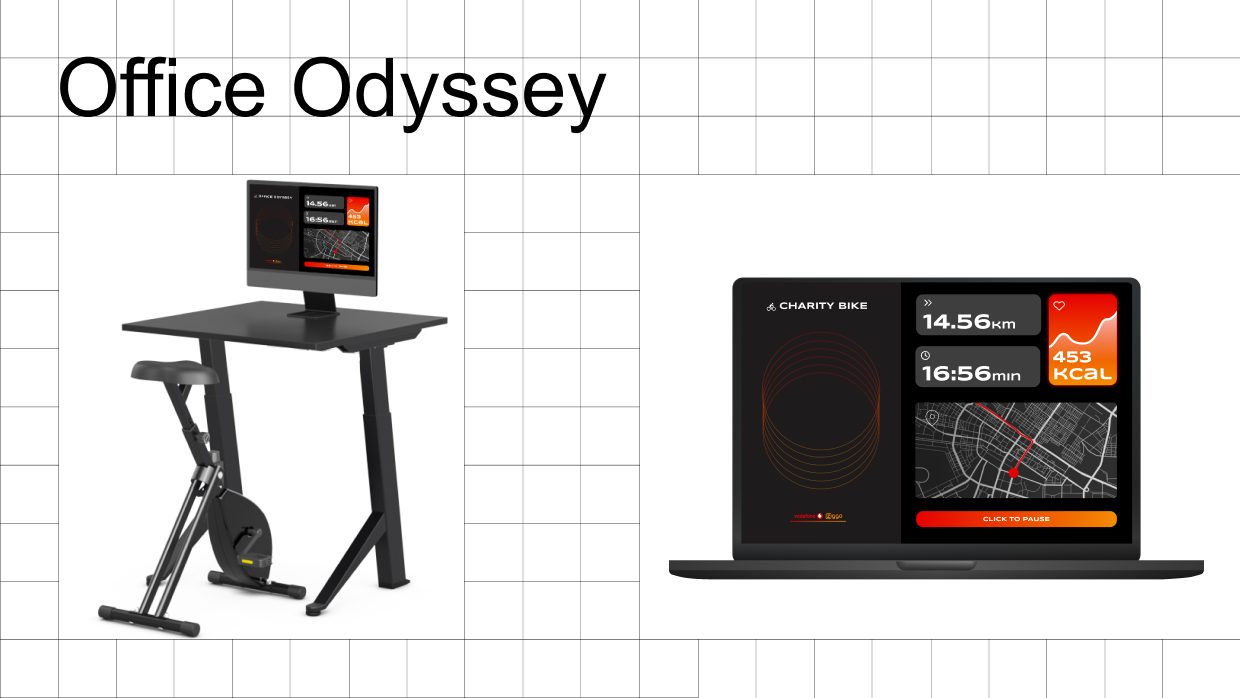 Office Odyssey
OFFICE ODYSSEY
14.56KM
16:56min
453
KCAL
CHARITY BIKE
14.56KM
16:56min
453
KCAL
vodafone
CLICK TO PAUSE